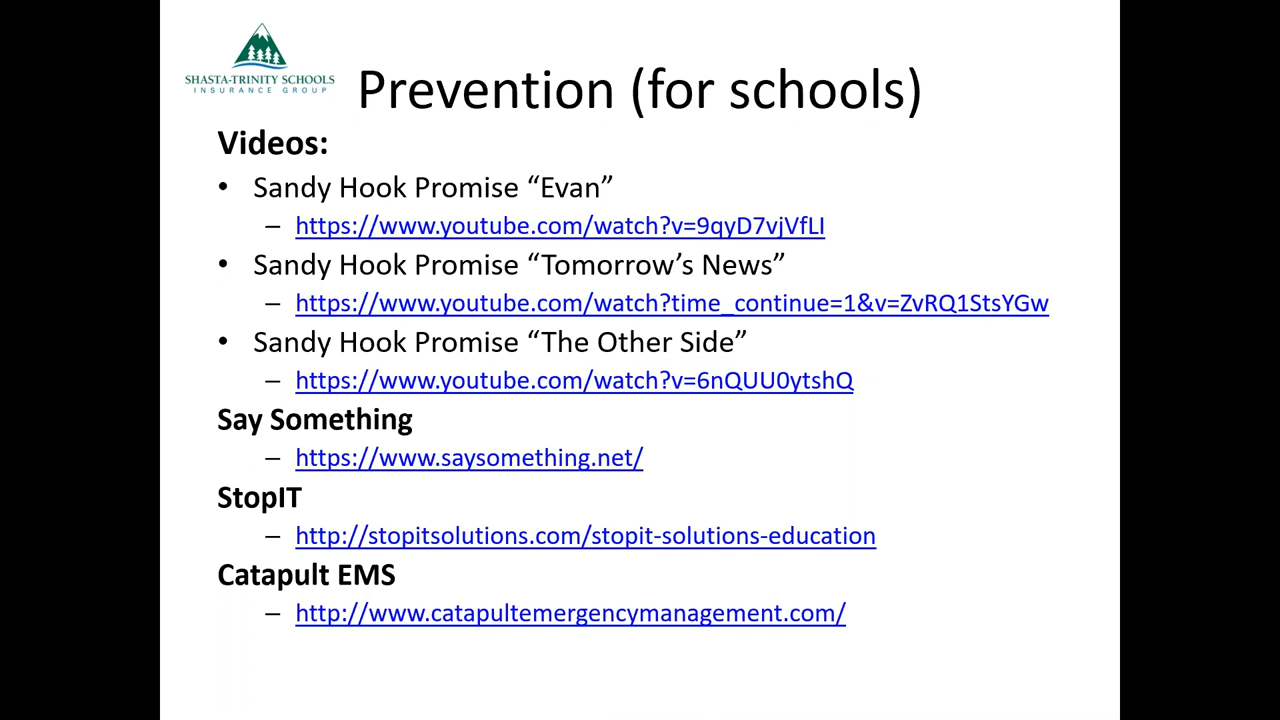 SHASTA-TRINITY SCHOOLS
INSURANCE GROUP
Prevention (for schools)
Videos:
• Sandy Hook Promise “Evan”
– https://www.youtube.com/watch?v=9qyD7vjVfLI
• Sandy Hook Promise “Tomorrow’s News”
– https://www.youtube.com/watch?time_continue=1&v=ZvRQ1StsYGw
• Sandy Hook Promise “The Other Side”
– https://www.youtube.com/watch?v=6nQUU0ytshQ
Say Something
– https://www.saysomething.net/
StopIT
– http://stopitsolutions.com/stopit-solutions-education
Catapult EMS
– http://www.catapultemergencymanagement.com/